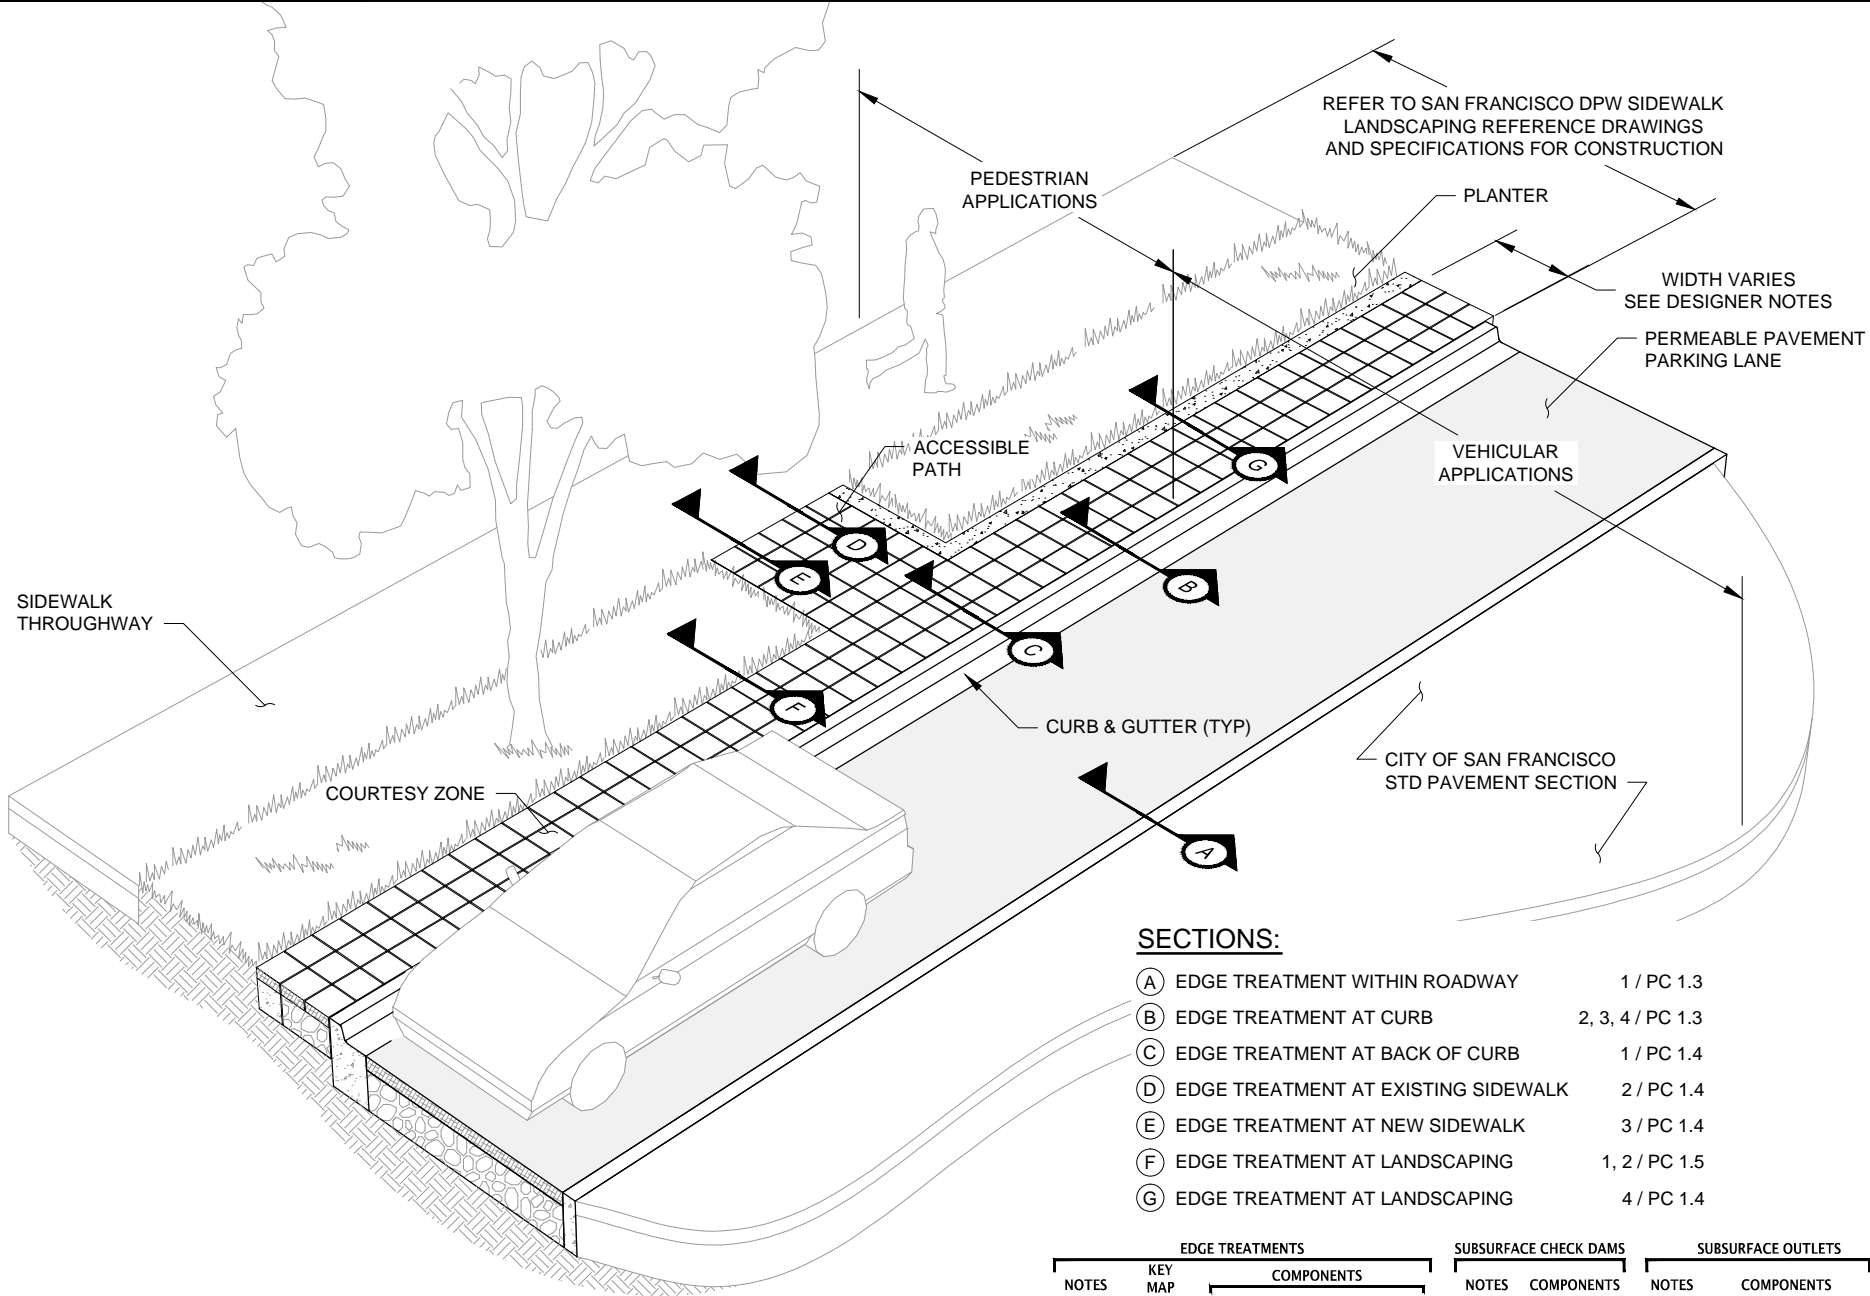 REFER TO SAN FRANCISCO DPW SIDEWALK
LANDSCAPING REFERENCE DRAWINGS
AND SPECIFICATIONS FOR CONSTRUCTION
PEDESTRIAN
APPLICATIONS
PLANTER
WIDTH VARIES
SEE DESIGNER NOTES
PERMEABLE PAVEMENT
PARKING LANE
ACCESSIBLE
PATH
VEHICULAR
APPLICATIONS
G
D
E
B
SIDEWALK
THROUGHWAY
C
F
CURB & GUTTER (TYP)
CITY OF SAN FRANCISCO
STD PAVEMENT SECTION
COURTESY ZONE
A
SECTIONS:
A EDGE TREATMENT WITHIN ROADWAY 1 / PC 1.3
B EDGE TREATMENT AT CURB 2, 3, 4 / PC 1.3
C EDGE TREATMENT AT BACK OF CURB 1 / PC 1.4
D EDGE TREATMENT AT EXISTING SIDEWALK 2 / PC 1.4
E EDGE TREATMENT AT NEW SIDEWALK 3 / PC 1.4
F EDGE TREATMENT AT LANDSCAPING 1, 2 / PC 1.5
G EDGE TREATMENT AT LANDSCAPING 4 / PC 1.4
EDGE TREATMENTS SUBSURFACE CHECK DAMS SUBSURFACE OUTLETS
NOTES KEY MAP COMPONENTS NOTES COMPONENTS NOTES COMPONENTS